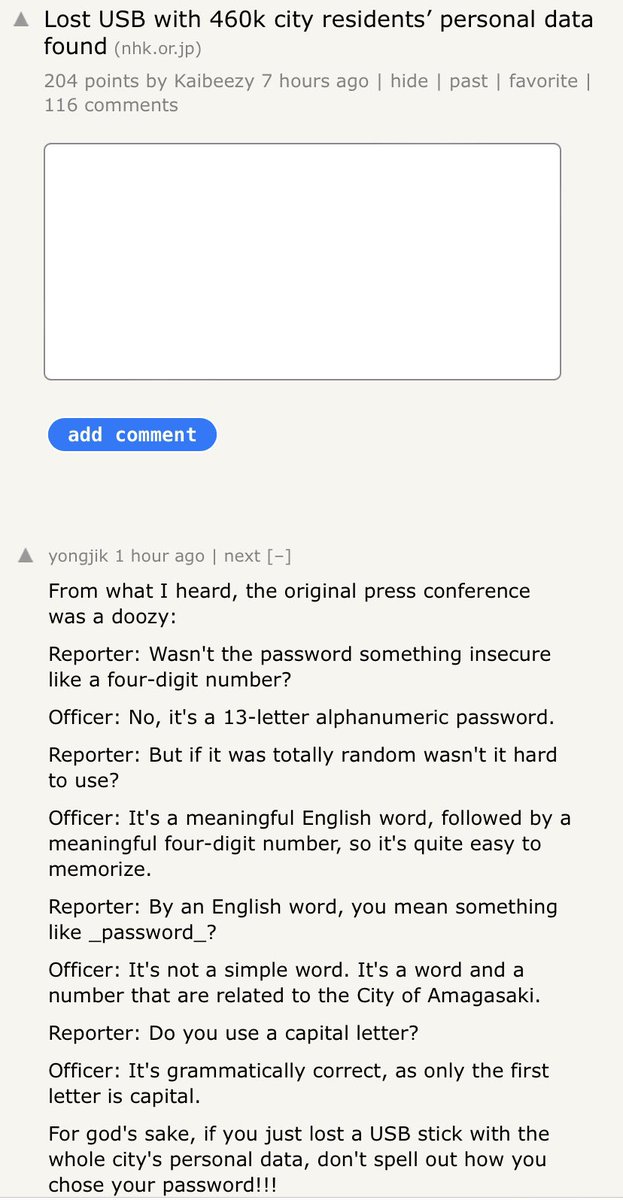 ▲ Lost USB with 460k city residents’ personal data
found (nhk.or.jp)
204 points by Kaibeezy 7 hours ago | hide | past | favorite |
116 comments
add comment
▲ yongjik 1 hour ago | next [–]
From what I heard, the original press conference
was a doozy:
Reporter: Wasn't the password something insecure
like a four-digit number?
Officer: No, it's a 13-letter alphanumeric password.
Reporter: But if it was totally random wasn't it hard
to use?
Officer: It's a meaningful English word, followed by a
meaningful four-digit number, so it's quite easy to
memorize.
Reporter: By an English word, you mean something
like _password_?
Officer: It's not a simple word. It's a word and a
number that are related to the City of Amagasaki.
Reporter: Do you use a capital letter?
Officer: It's grammatically correct, as only the first
letter is capital.
For god's sake, if you just lost a USB stick with the
whole city's personal data, don't spell out how you
chose your password!!!